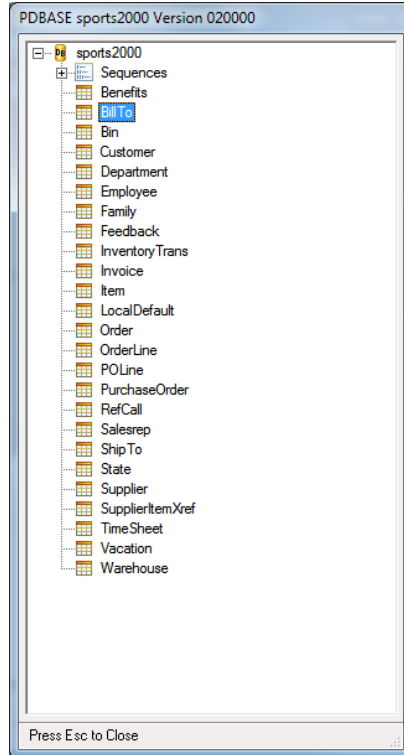 PDBASE sports2000 Version 020000
DB sports2000
Sequences
Benefits
BillTo
Bin
Customer
Department
Employee
Family
Feedback
InventoryTrans
Invoice
Item
LocalDefault
Order
OrderLine
POLine
PurchaseOrder
RefCall
Salesrep
ShipTo
State
Supplier
SupplierItemXref
TimeSheet
Vacation
Warehouse
Press Esc to Close